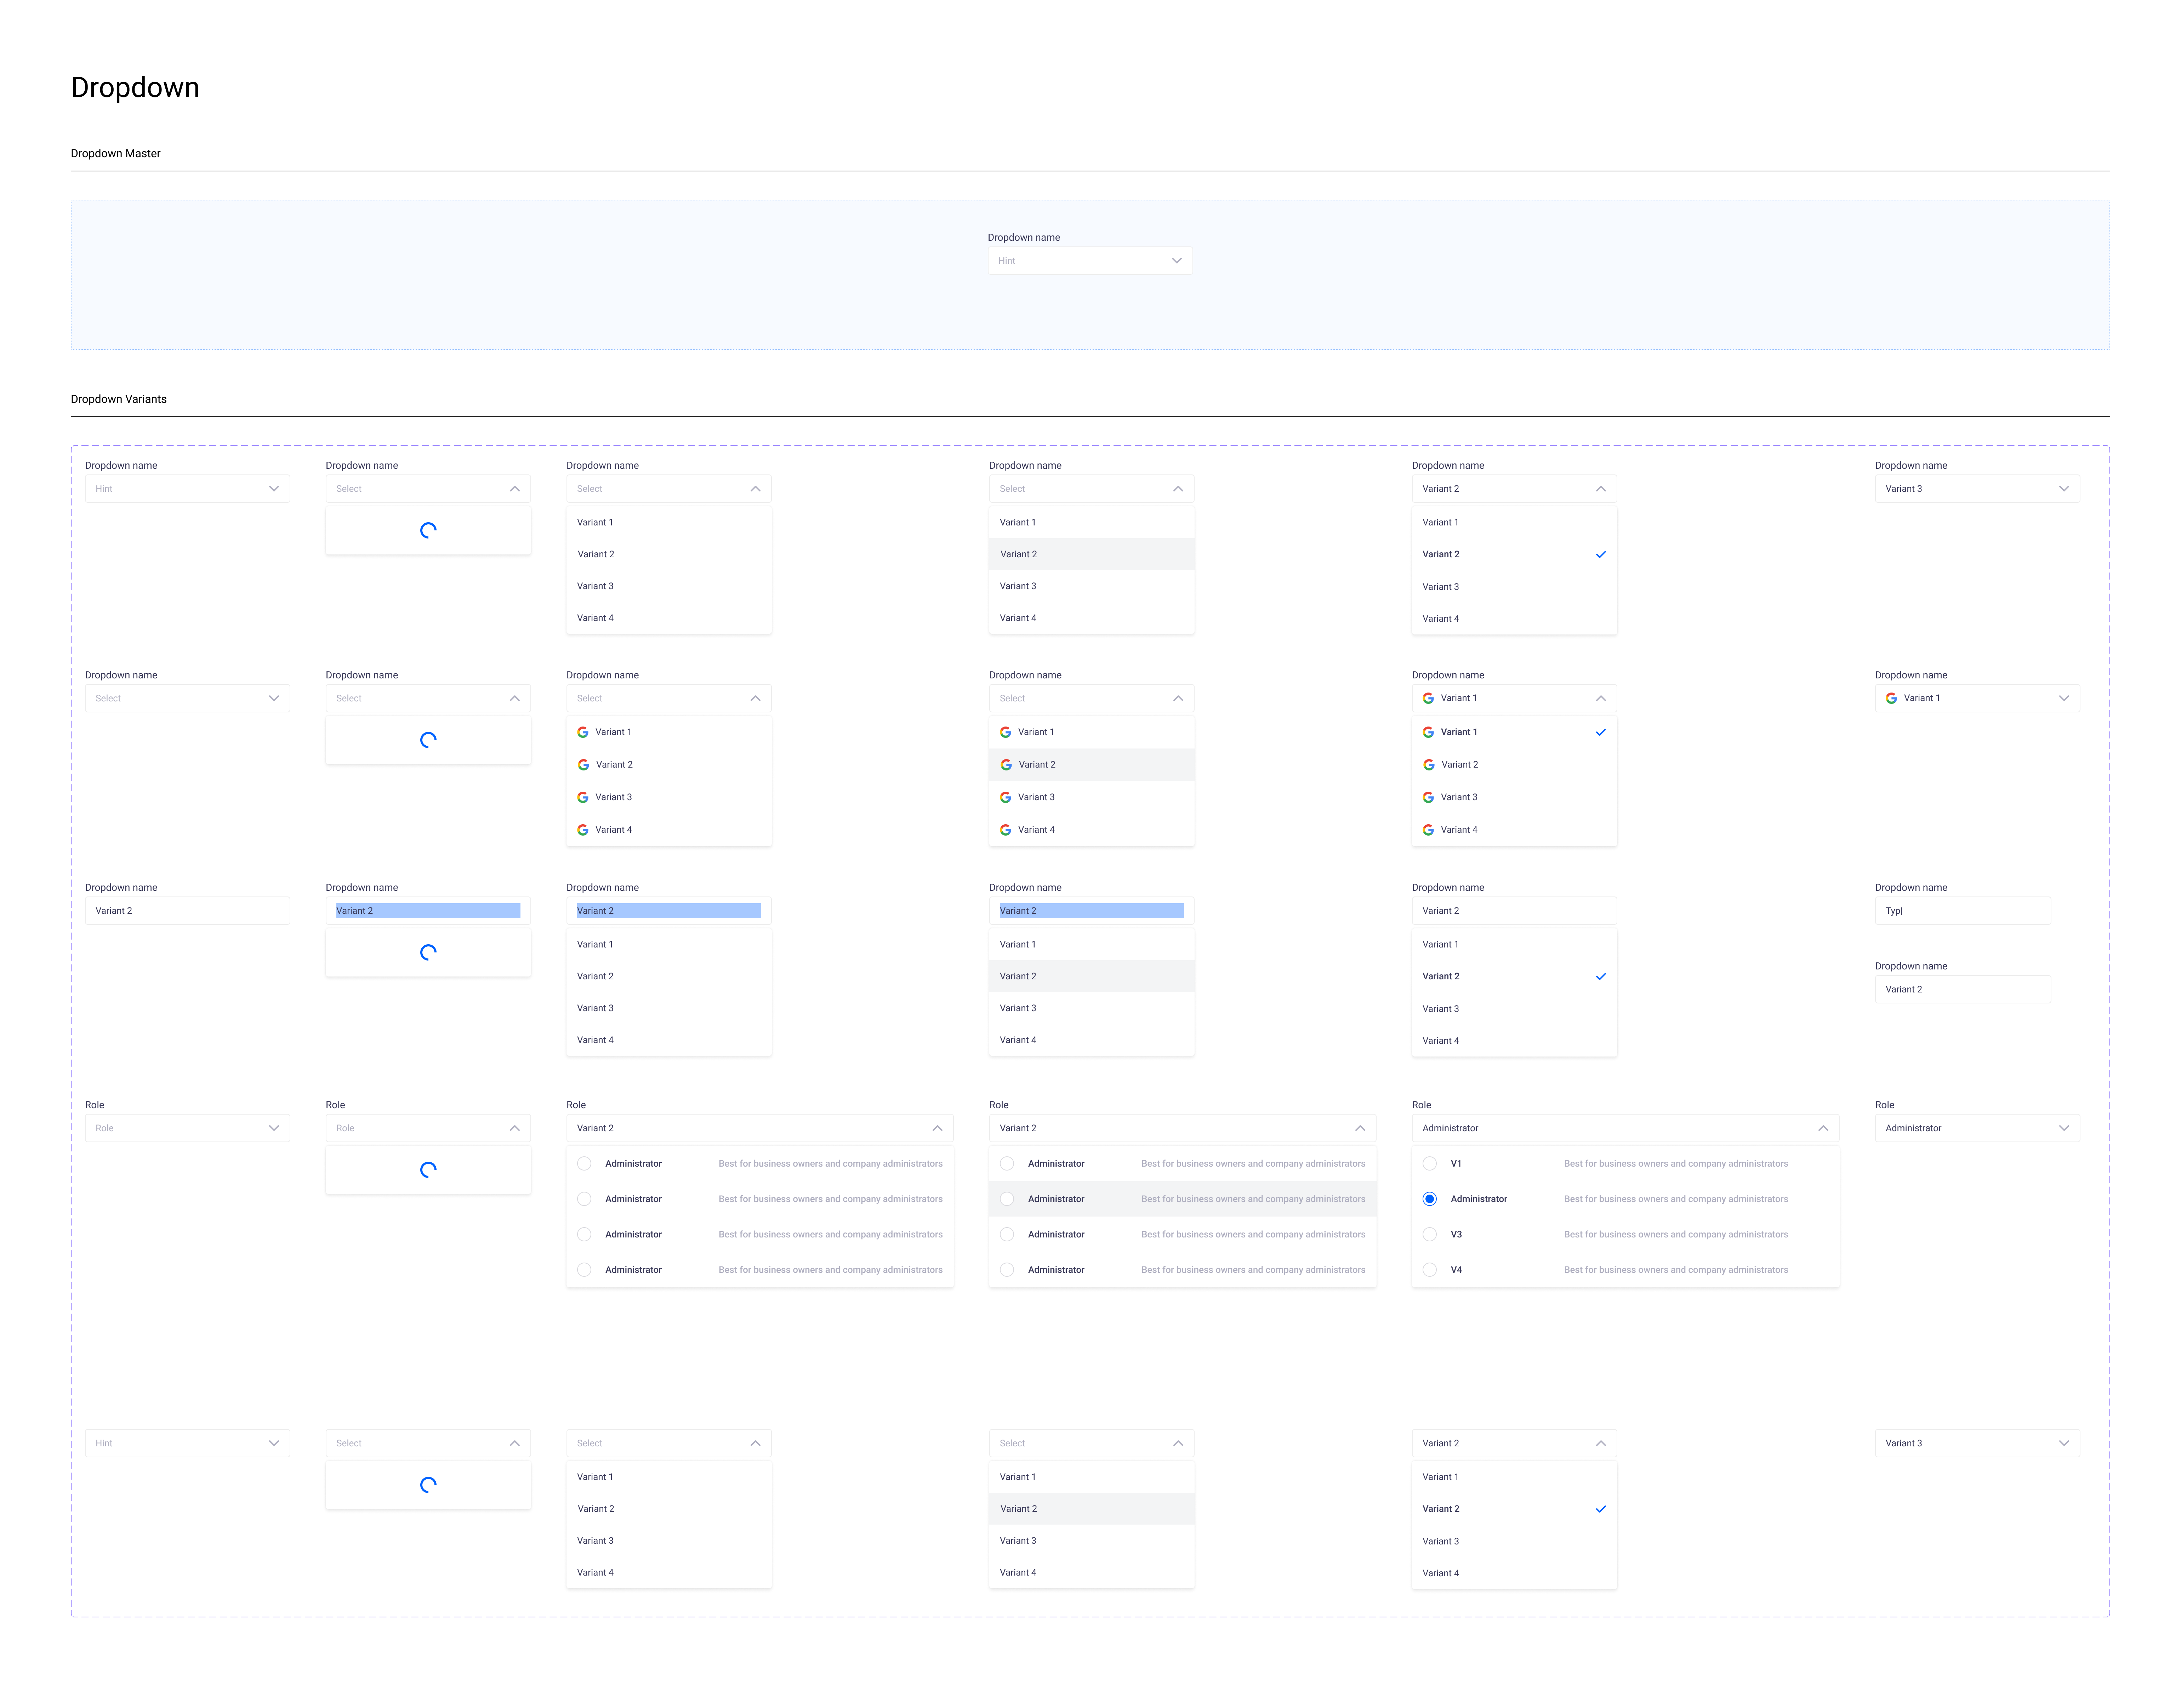 Dropdown
Dropdown Master
Dropdown name
Hint
Dropdown Variants
Dropdown name
Hint
Dropdown name
Select
Dropdown name
Select
Variant 1
Variant 2
Variant 3
Variant 4
Dropdown name
Select
Variant 1
Variant 2
Variant 3
Variant 4
Dropdown name
Variant 2
Variant 1
Variant 2
Variant 3
Variant 4
Dropdown name
Variant 3
Dropdown name
Select
Dropdown name
Select
Dropdown name
Select
Variant 1
Variant 2
Variant 3
Variant 4
Dropdown name
Select
Variant 1
Variant 2
Variant 3
Variant 4
Dropdown name
Variant 1
Variant 1
Variant 2
Variant 3
Variant 4
Dropdown name
Variant 1
Dropdown name
Variant 2
Dropdown name
Variant 2
Dropdown name
Variant 2
Variant 1
Variant 2
Variant 3
Variant 4
Dropdown name
Variant 2
Variant 1
Variant 2
Variant 3
Variant 4
Dropdown name
Variant 2
Variant 1
Variant 2
Variant 3
Variant 4
Dropdown name
Typ|
Dropdown name
Variant 2
Role
Role
Role
Role
Role
Variant 2
Administrator Best for business owners and company administrators
Administrator Best for business owners and company administrators
Administrator Best for business owners and company administrators
Administrator Best for business owners and company administrators
Role
Variant 2
Administrator Best for business owners and company administrators
Administrator Best for business owners and company administrators
Administrator Best for business owners and company administrators
Administrator Best for business owners and company administrators
Role
Administrator
V1 Best for business owners and company administrators
Administrator Best for business owners and company administrators
V3 Best for business owners and company administrators
V4 Best for business owners and company administrators
Role
Administrator
Hint
Select
Select
Variant 1
Variant 2
Variant 3
Variant 4
Select
Variant 1
Variant 2
Variant 3
Variant 4
Variant 2
Variant 1
Variant 2
Variant 3
Variant 4
Variant 3